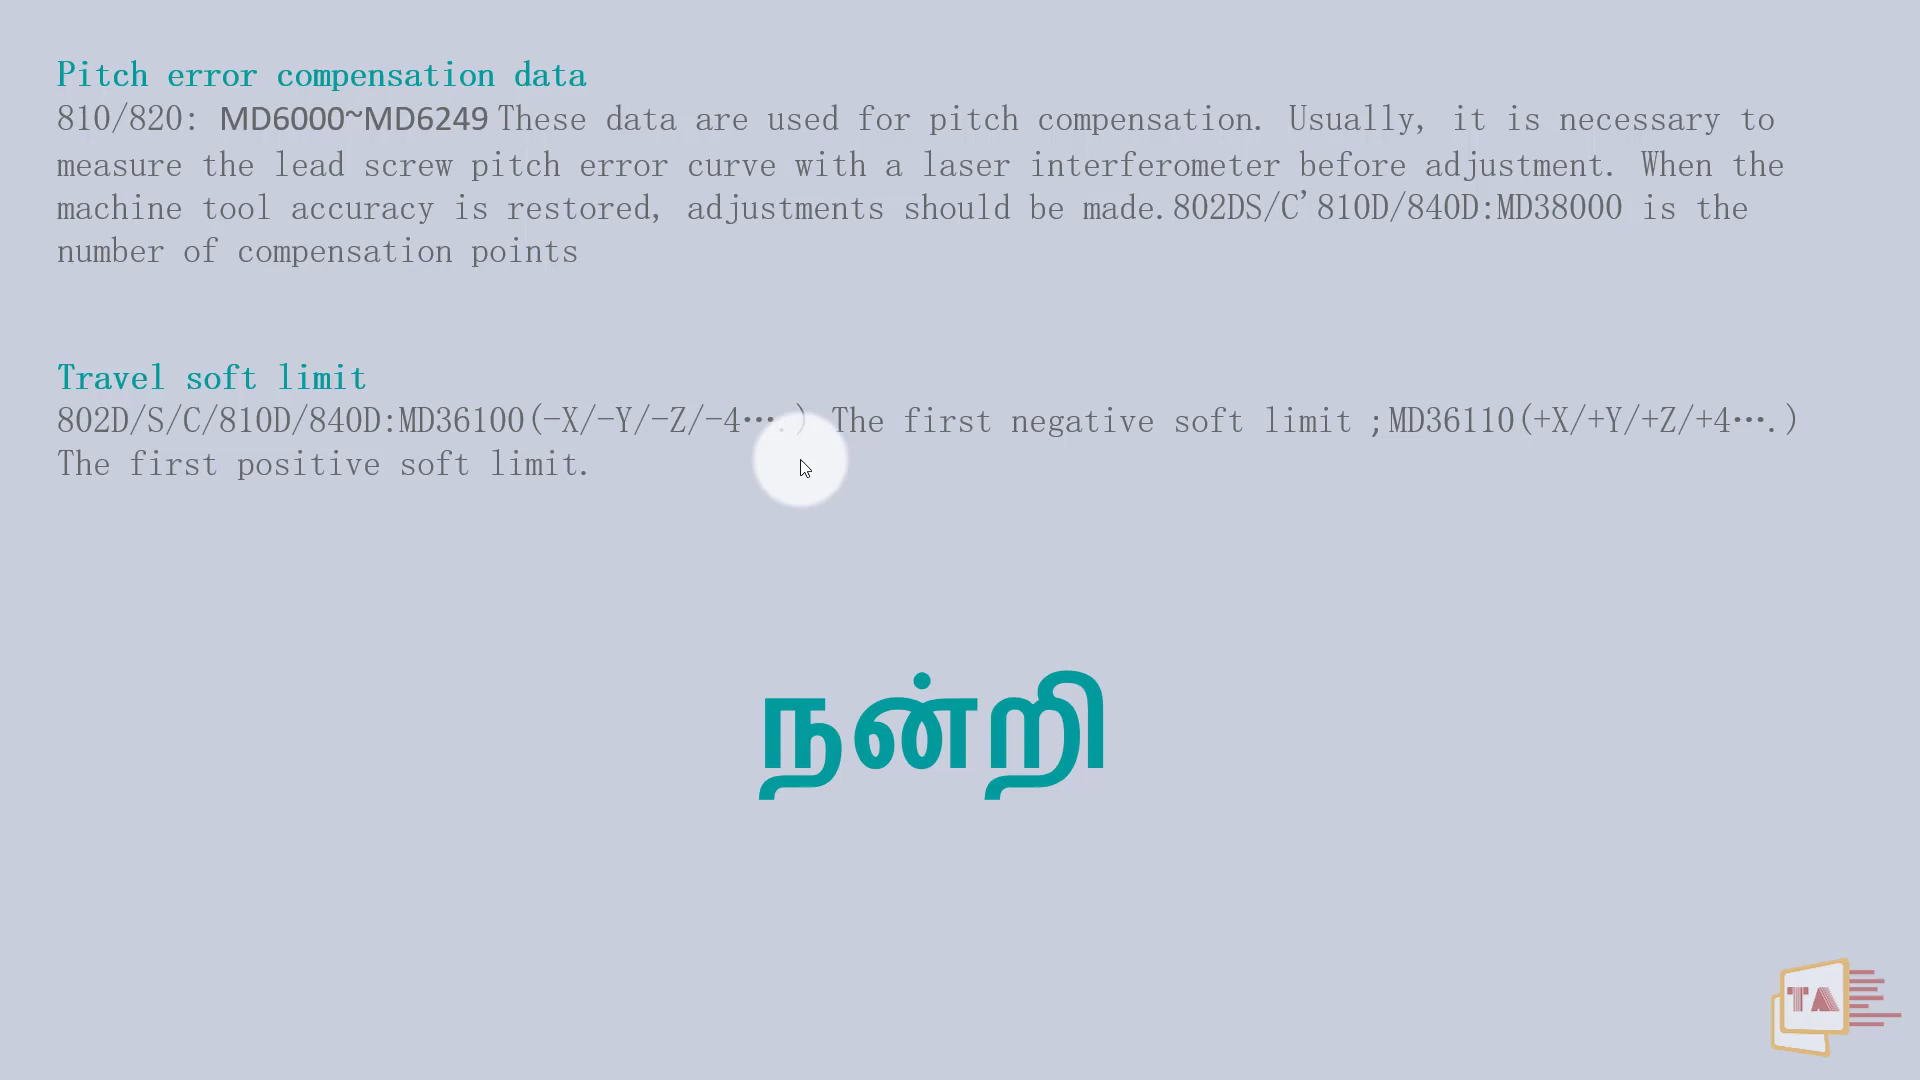 Pitch error compensation data
810/820: MD6000~MD6249 These data are used for pitch compensation. Usually, it is necessary to
measure the lead screw pitch error curve with a laser interferometer before adjustment. When the
machine tool accuracy is restored, adjustments should be made.802DS/C'810D/840D:MD38000 is the
number of compensation points
Travel soft limit
802D/S/C/810D/840D:MD36100(-X/-Y/-Z/-4….) The first negative soft limit ;MD36110(+X/+Y/+Z/+4….)
The first positive soft limit.
நன்றி
TA